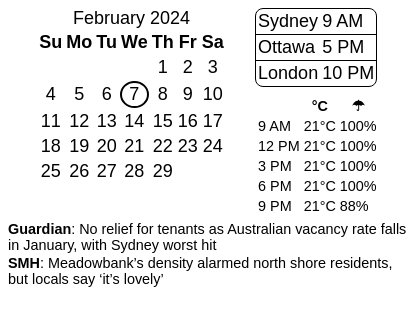 February 2024
Su Mo Tu We Th Fr Sa
1 2 3
4 5 6 7 8 9 10
11 12 13 14 15 16 17
18 19 20 21 22 23 24
25 26 27 28 29
Sydney 9 AM
Ottawa 5 PM
London 10 PM
°C ☂
9 AM 21°C 100%
12 PM 21°C 100%
3 PM 21°C 100%
6 PM 21°C 100%
9 PM 21°C 88%
Guardian: No relief for tenants as Australian vacancy rate falls
in January, with Sydney worst hit
SMH: Meadowbank’s density alarmed north shore residents,
but locals say ‘it’s lovely’